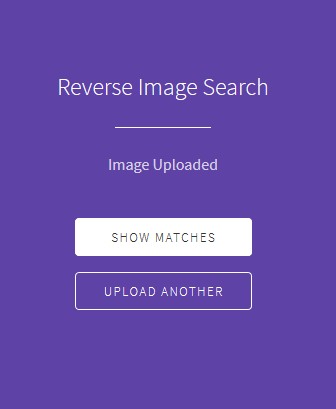 Reverse Image Search
Image Uploaded
SHOW MATCHES
UPLOAD ANOTHER